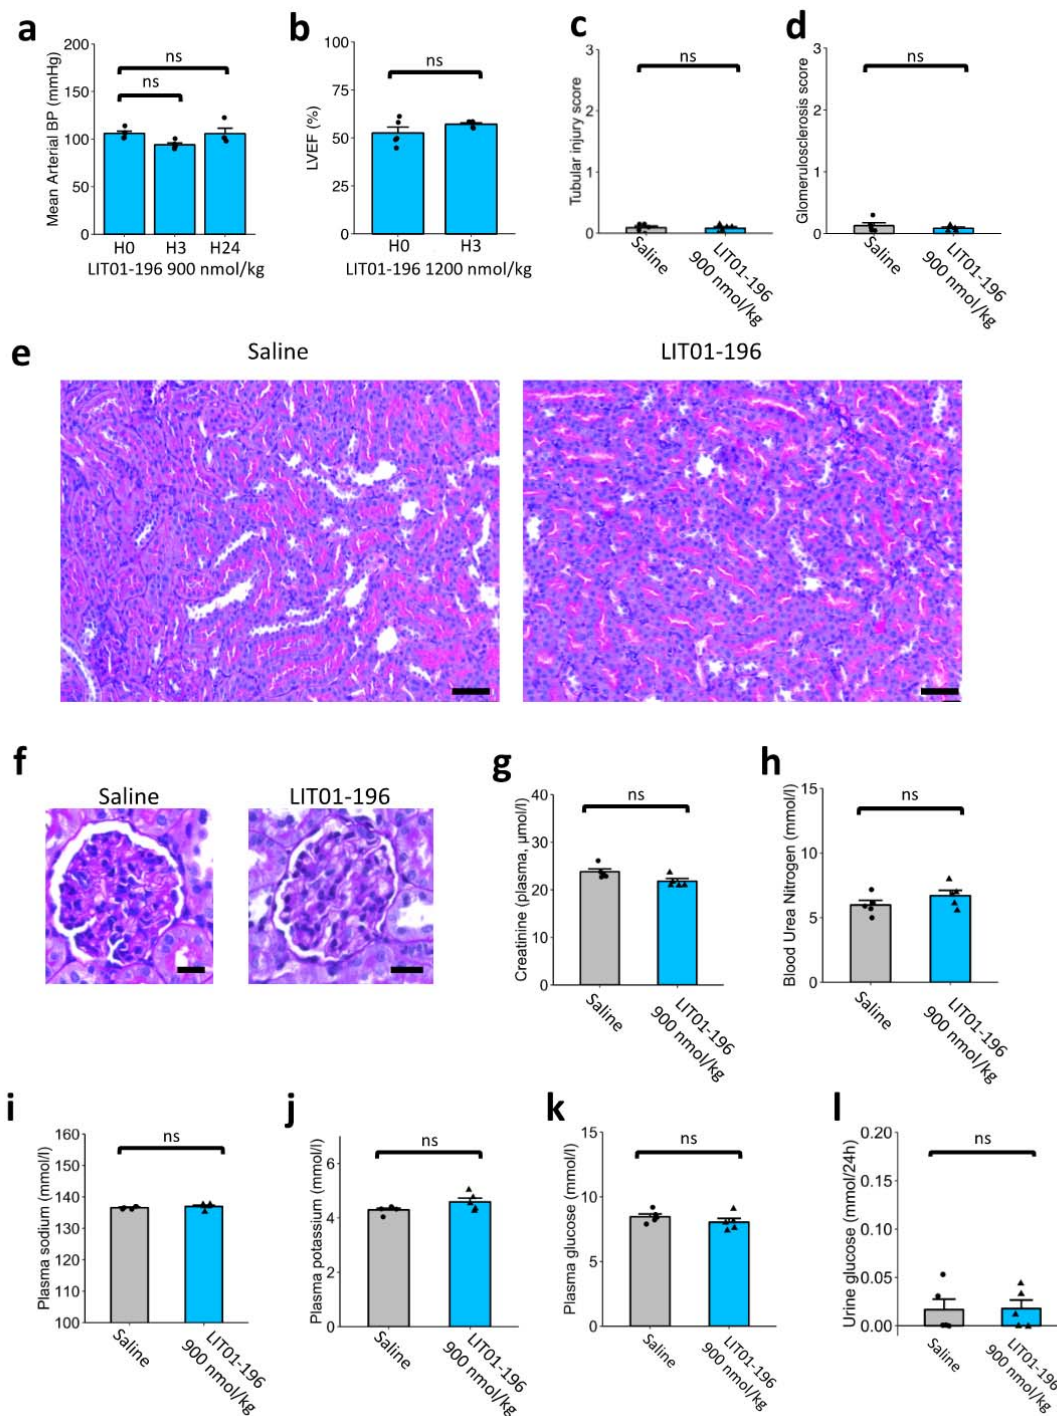 a
Mean Arterial BP (mmHg)
200
150
100
50
0
ns
ns
H0 H3 H24
LIT01-196 900 nmol/kg
b
LVEF (%)
100
75
50
25
0
ns
H0 H3
LIT01-196 1200 nmol/kg
c
Tubular injury score
3
2
1
0
ns
Saline
LIT01-196
900 nmol/kg
d
Glomerulosclerosis score
3
2
1
0
ns
Saline
LIT01-196
900 nmol/kg
e
Saline
LIT01-196
f
Saline
LIT01-196
g
Creatinine (plasma, µmol/l)
40
30
20
10
0
ns
Saline
LIT01-196
900 nmol/kg
h
Blood Urea Nitrogen (mmol/l)
15
10
5
0
ns
Saline
LIT01-196
900 nmol/kg
i
Plasma sodium (mmol/l)
160
150
140
130
120
110
100
ns
Saline
LIT01-196
900 nmol/kg
j
Plasma potassium (mmol/l)
6
4
2
0
ns
Saline
LIT01-196
900 nmol/kg
k
Plasma glucose (mmol/l)
15
10
5
0
ns
Saline
LIT01-196
900 nmol/kg
l
Urine glucose (mmol/24h)
0.20
0.15
0.10
0.05
0.00
ns
Saline
LIT01-196
900 nmol/kg